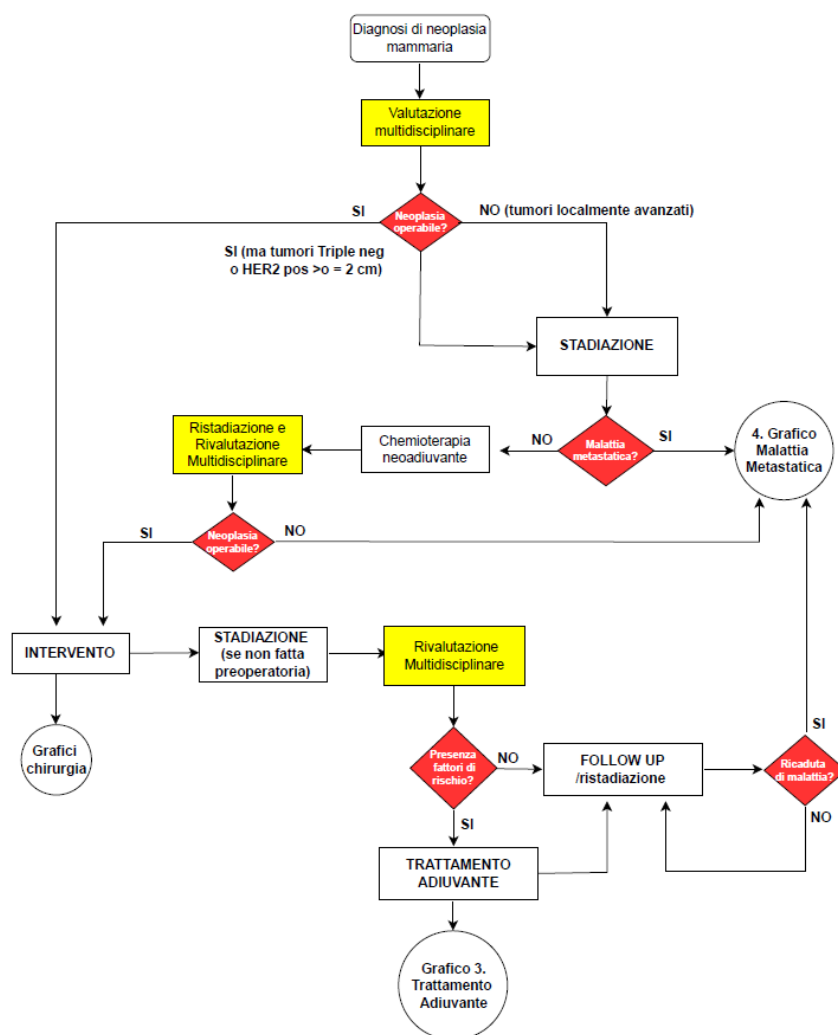 Diagnosi di neoplasia
mammaria
Valutazione
multidisciplinare
SI
Neoplasia
operabile?
NO (tumori localmente avanzati)
SI (ma tumori Triple neg
o HER2 pos >o = 2 cm)
STADIAZIONE
Ristadiazione e
Rivalutazione
Multidisciplinare
Chemioterapia
neoadiuvante
NO
Malattia
metastatica?
SI
4. Grafico
Malattia
Metastatica
SI
Neoplasia
operabile?
NO
INTERVENTO
STADIAZIONE
(se non fatta
preoperatoria)
Rivalutazione
Multidisciplinare
Grafici
chirurgia
Presenza
fattori di
rischio?
NO
FOLLOW UP
/ristadiazione
SI
Ricaduta
di malattia?
NO
SI
TRATTAMENTO
ADIUVANTE
Grafico 3.
Trattamento
Adiuvante